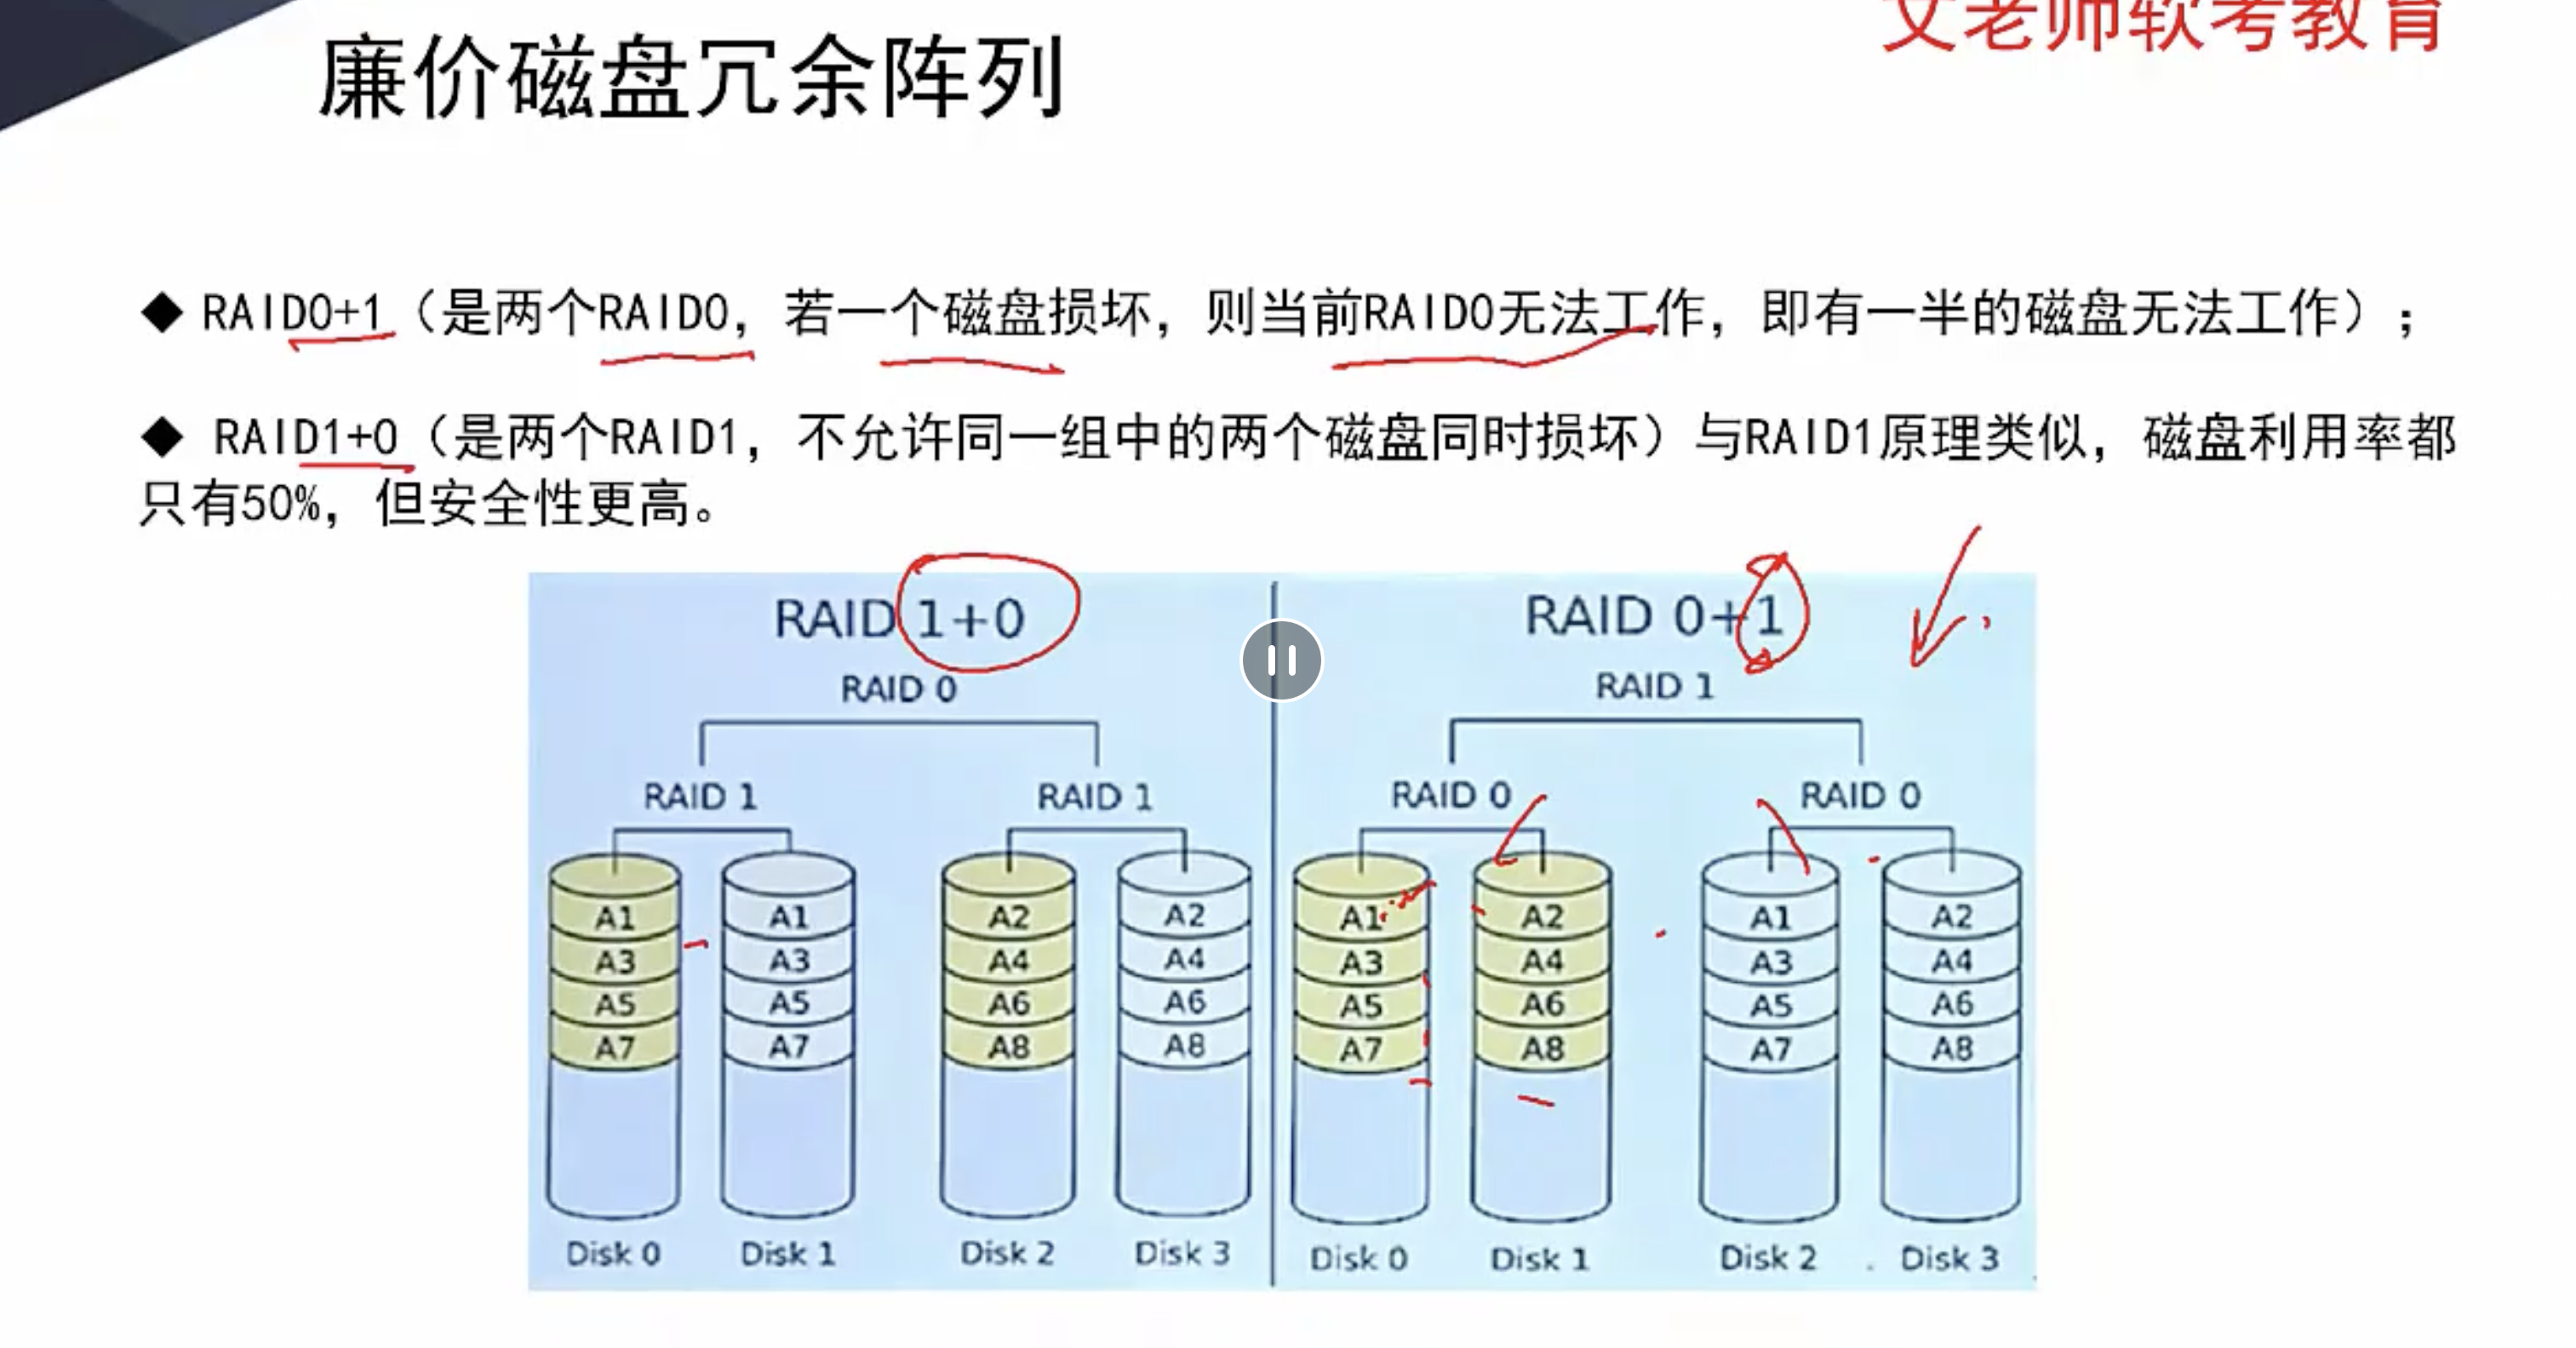 文老师软考教育
廉价磁盘冗余阵列
◆ RAID0+1（是两个RAID0，若一个磁盘损坏，则当前RAID0无法工作，即有一半的磁盘无法工作）；
◆ RAID1+0（是两个RAID1，不允许同一组中的两个磁盘同时损坏）与RAID1原理类似，磁盘利用率都
只有50%，但安全性更高。
RAID 1+0
RAID 0
RAID 1 RAID 1
A1 A1 A2 A2
A3 A3 A4 A4
A5 A5 A6 A6
A7 A7 A8 A8
Disk 0 Disk 1 Disk 2 Disk 3
RAID 0+1
RAID 1
RAID 0 RAID 0
A1 A2 A1 A2
A3 A4 A3 A4
A5 A6 A5 A6
A7 A8 A7 A8
Disk 0 Disk 1 Disk 2 Disk 3